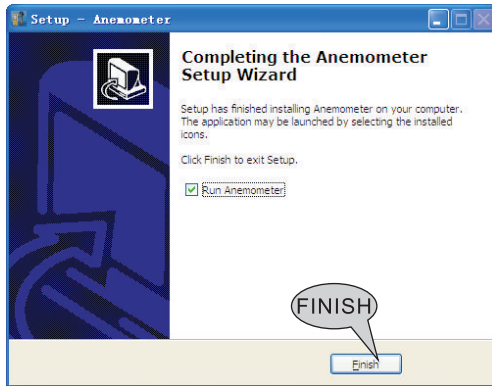 Setup - Anemometer
Completing the Anemometer
Setup Wizard
Setup has finished installing Anemometer on your computer.
The application may be launched by selecting the installed
icons.
Click Finish to exit Setup.
Run Anemometer
FINISH
Finish